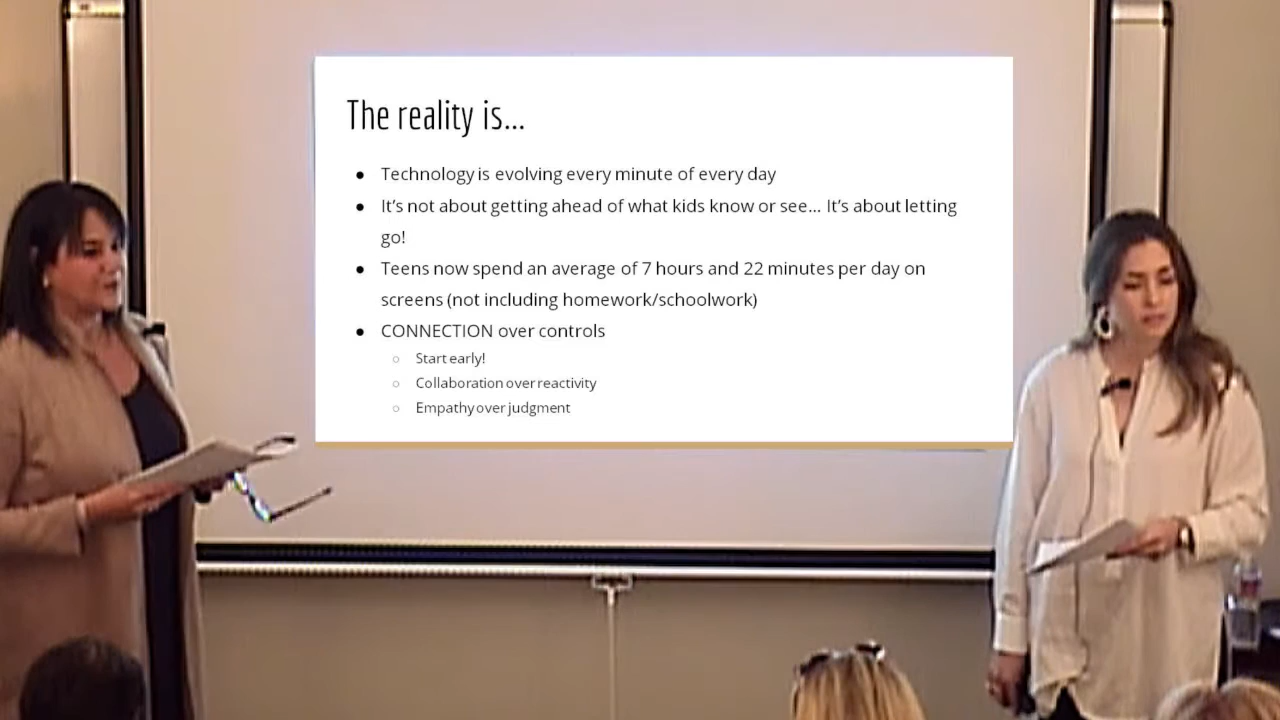 The reality is...
● Technology is evolving every minute of every day
● It's not about getting ahead of what kids know or see... It's about letting
go!
● Teens now spend an average of 7 hours and 22 minutes per day on
screens (not including homework/schoolwork)
● CONNECTION over controls
○ Start early!
○ Collaboration over reactivity
○ Empathy over judgment